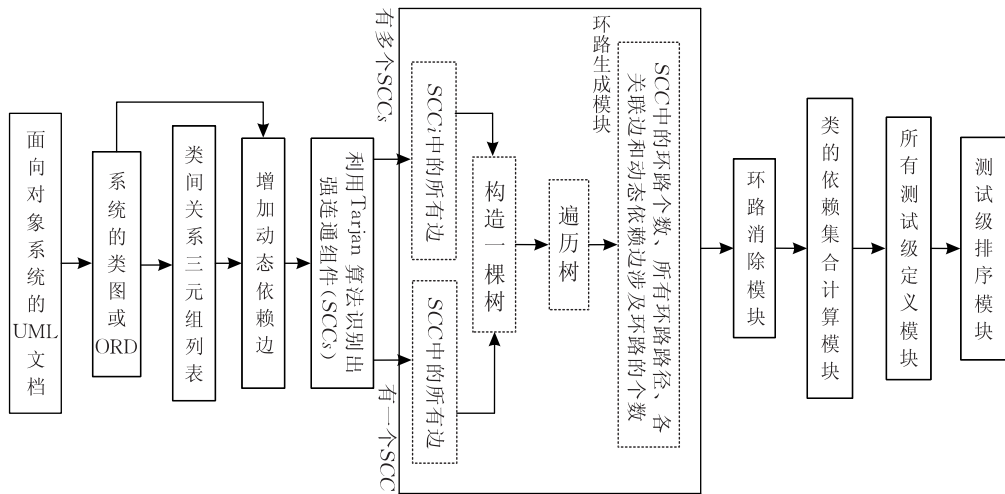 面向对象系统的
UML文档
系统的类图或
ORD
类间关系三元组列表
增加动态依赖边
利用Tarjan算法识别出
强连通组件(SCCs)
有多个SCCs
有一个SCC
SCCi中的所有边
SCC中的所有边
构造一棵树
遍历树
环路生成模块
SCC中的环路个数、所有环路路径、各
关联边和动态依赖边涉及环路的个数
环路消除模块
类的依赖集合计算模块
所有测试级定义模块
测试级排序模块